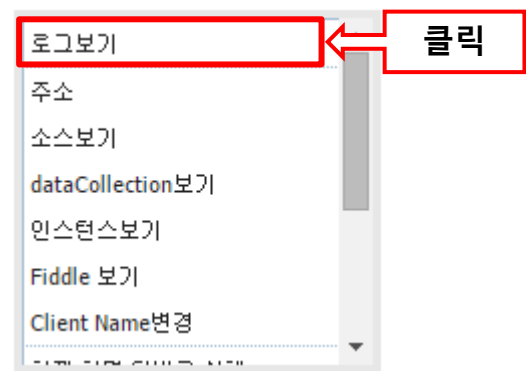 로그보기
클릭
주소
소스보기
dataCollection보기
인스턴스보기
Fiddle 보기
Client Name변경